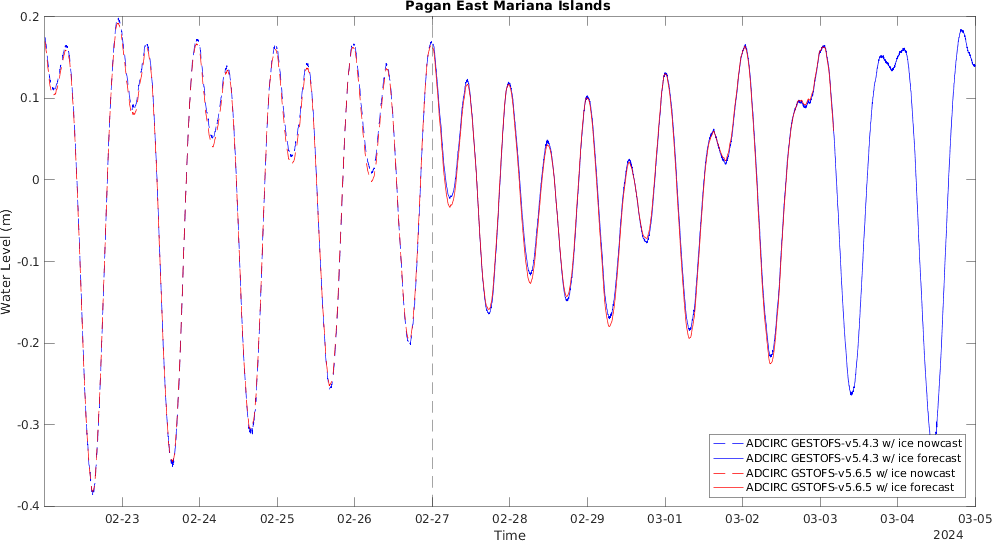 Pagan East Mariana Islands
0.2
0.1
0
-0.1
-0.2
-0.3
-0.4
Water Level (m)
ADCIRC GESTOFS-v5.4.3 w/ ice nowcast
ADCIRC GESTOFS-v5.4.3 w/ ice forecast
ADCIRC GSTOFS-v5.6.5 w/ ice nowcast
ADCIRC GSTOFS-v5.6.5 w/ ice forecast
02-23 02-24 02-25 02-26 02-27 02-28 02-29 03-01 03-02 03-03 03-04 03-05
Time
2024